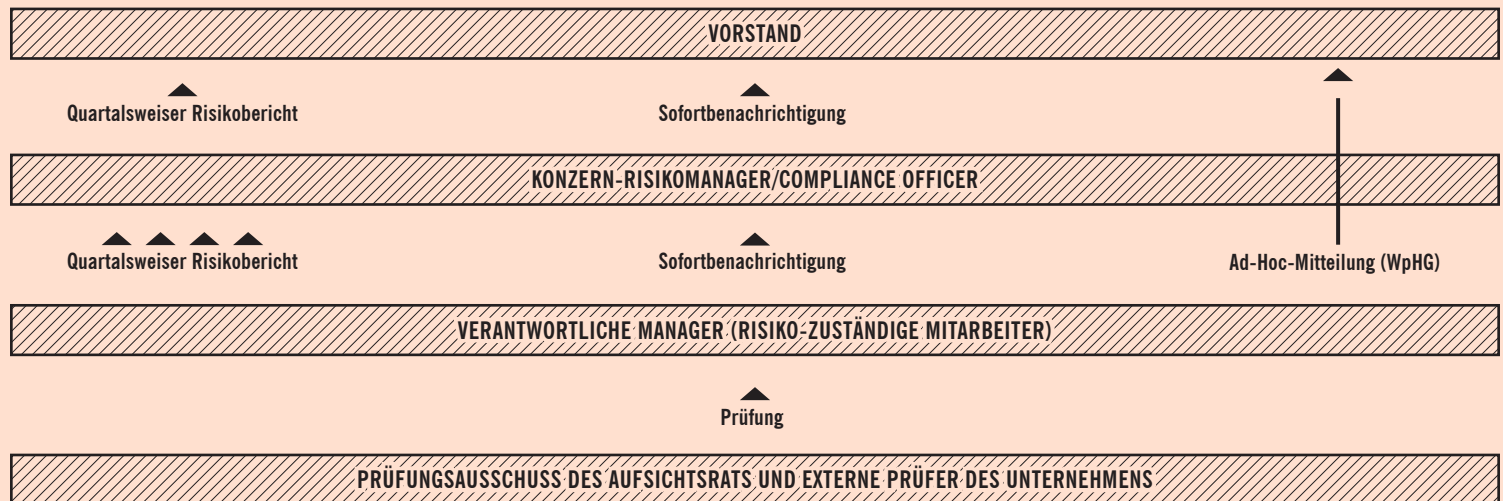 VORSTAND
Quartalsweiser Risikobericht
Sofortbenachrichtigung
KONZERN-RISIKOMANAGER/COMPLIANCE OFFICER
Quartalsweiser Risikobericht
Sofortbenachrichtigung
Ad-Hoc-Mitteilung (WpHG)
VERANTWORTLICHE MANAGER (RISIKO-ZUSTÄNDIGE MITARBEITER)
Prüfung
PRÜFUNGSAUSSCHUSS DES AUFSICHTSRATS UND EXTERNE PRÜFER DES UNTERNEHMENS